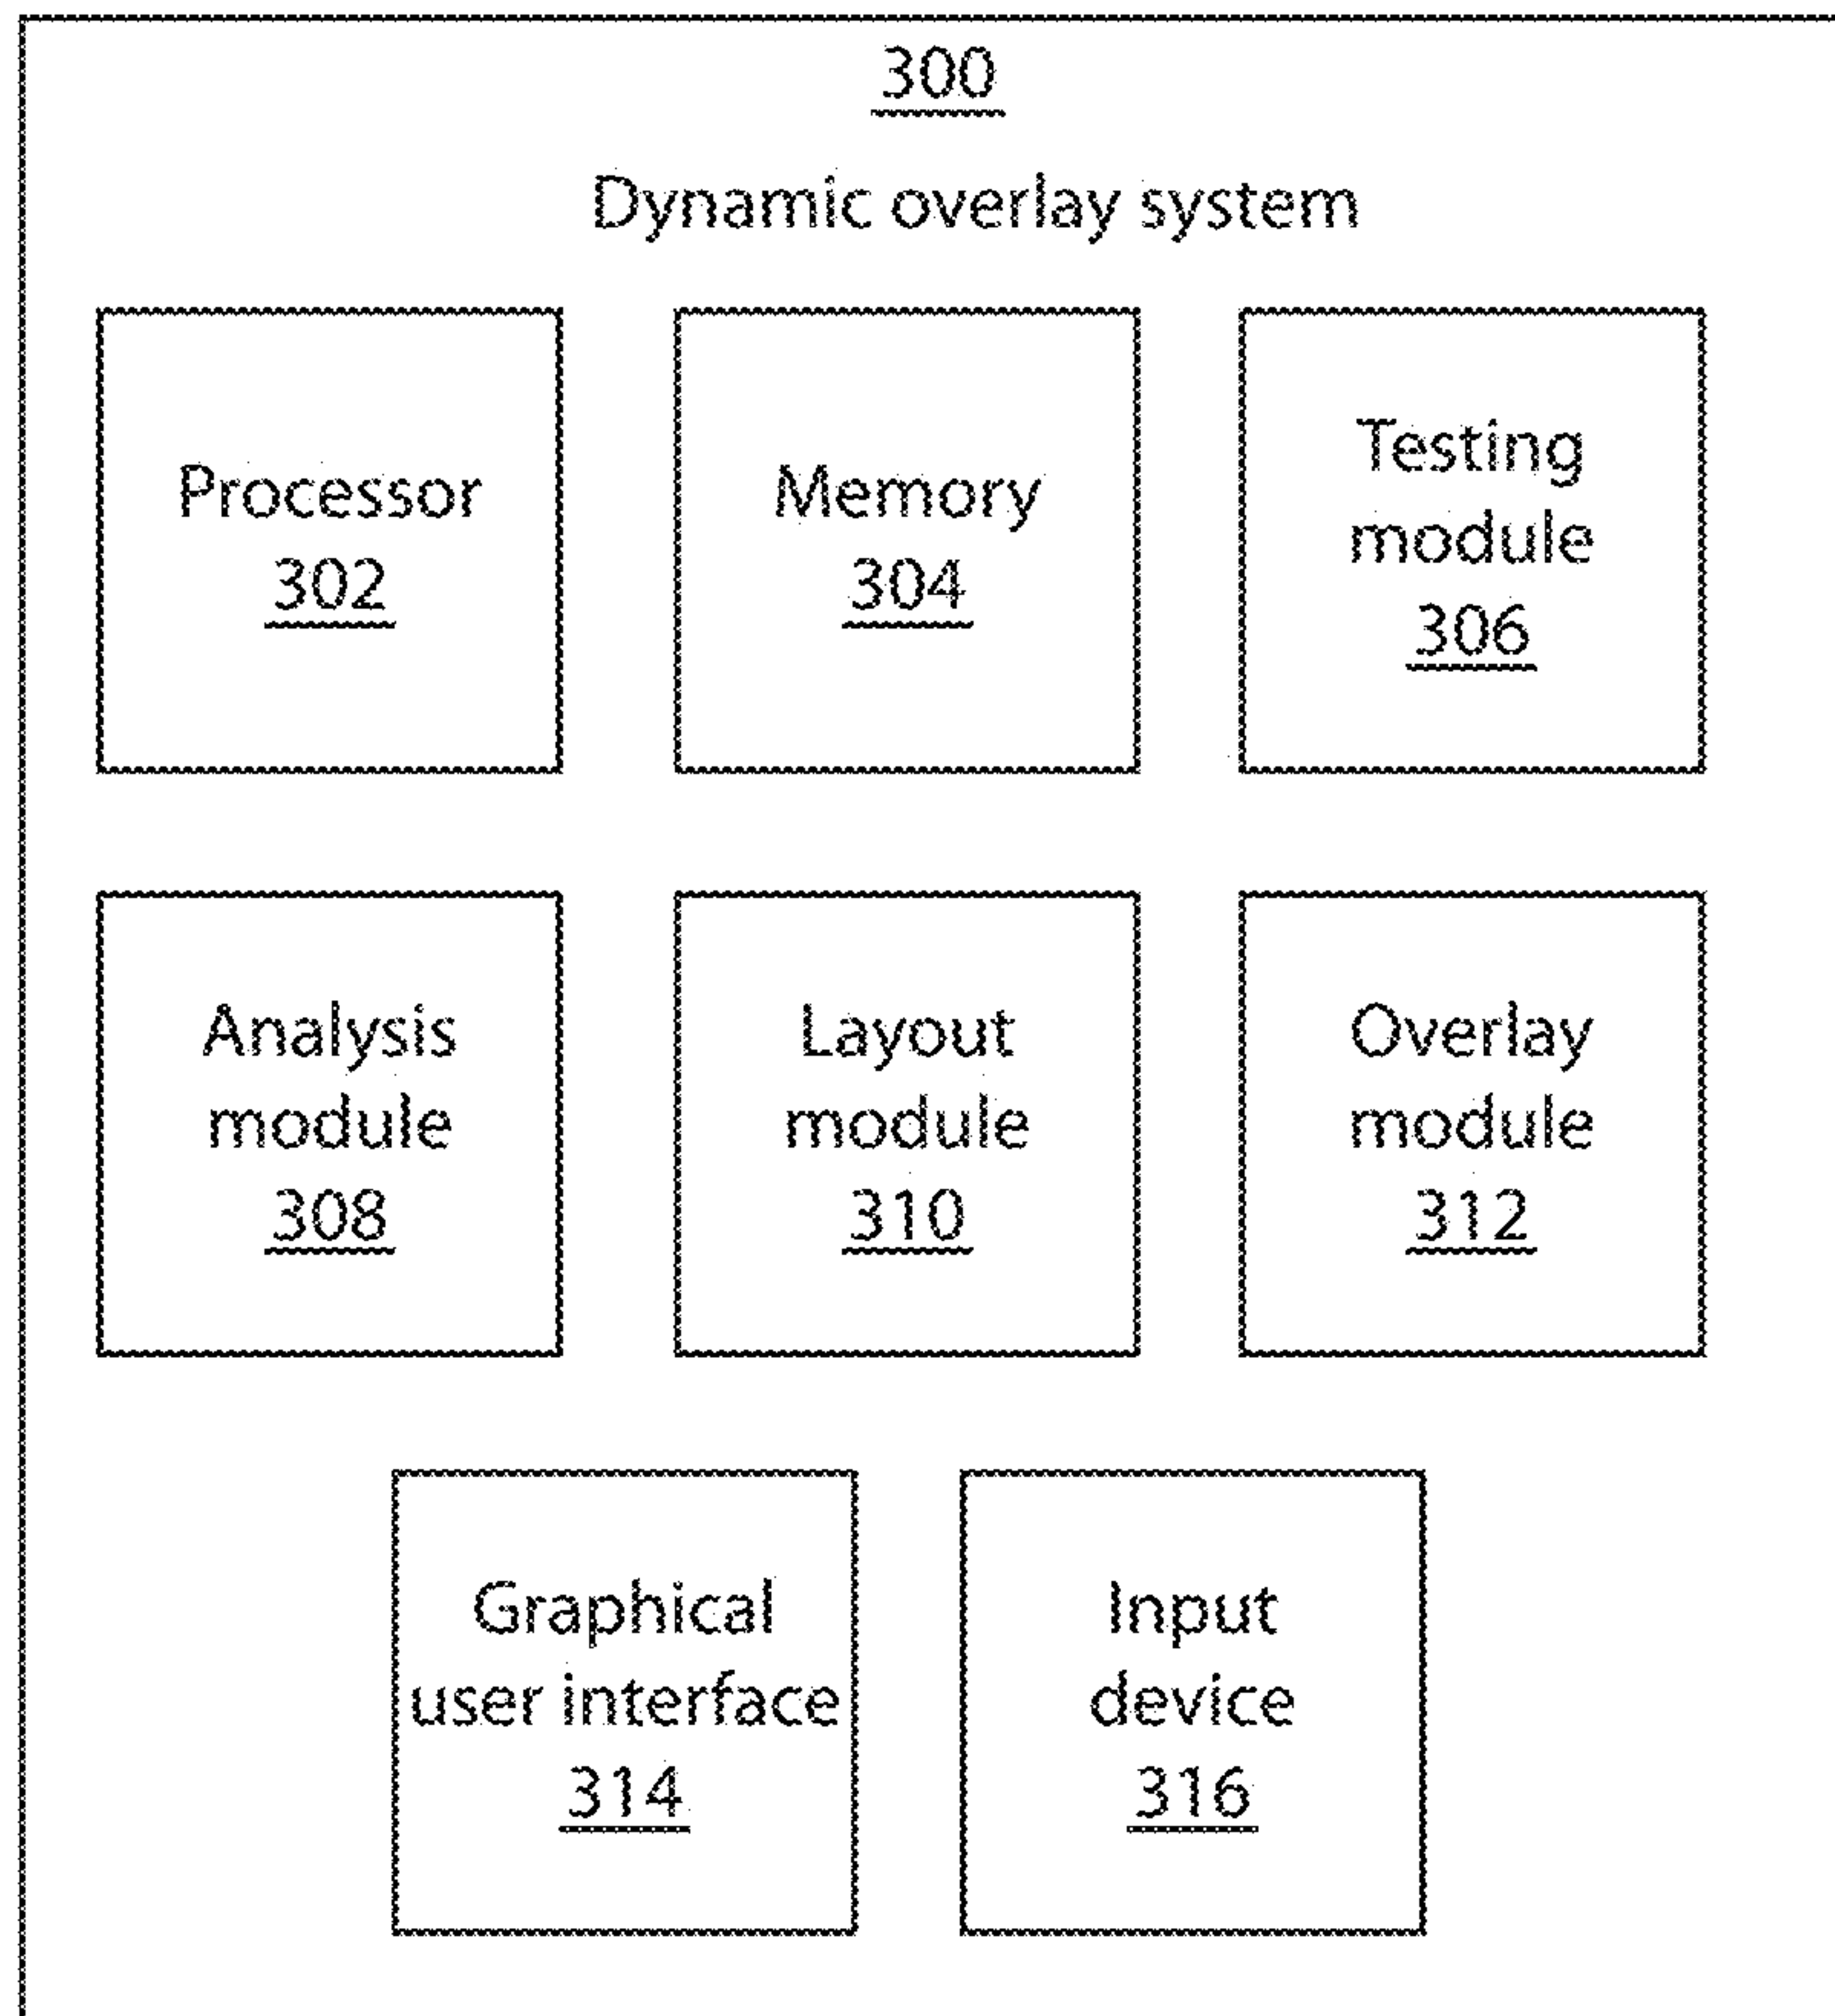 300
Dynamic overlay system
Processor
302
Memory
304
Testing
module
306
Analysis
module
308
Layout
module
310
Overlay
module
312
Graphical
user interface
314
Input
device
316